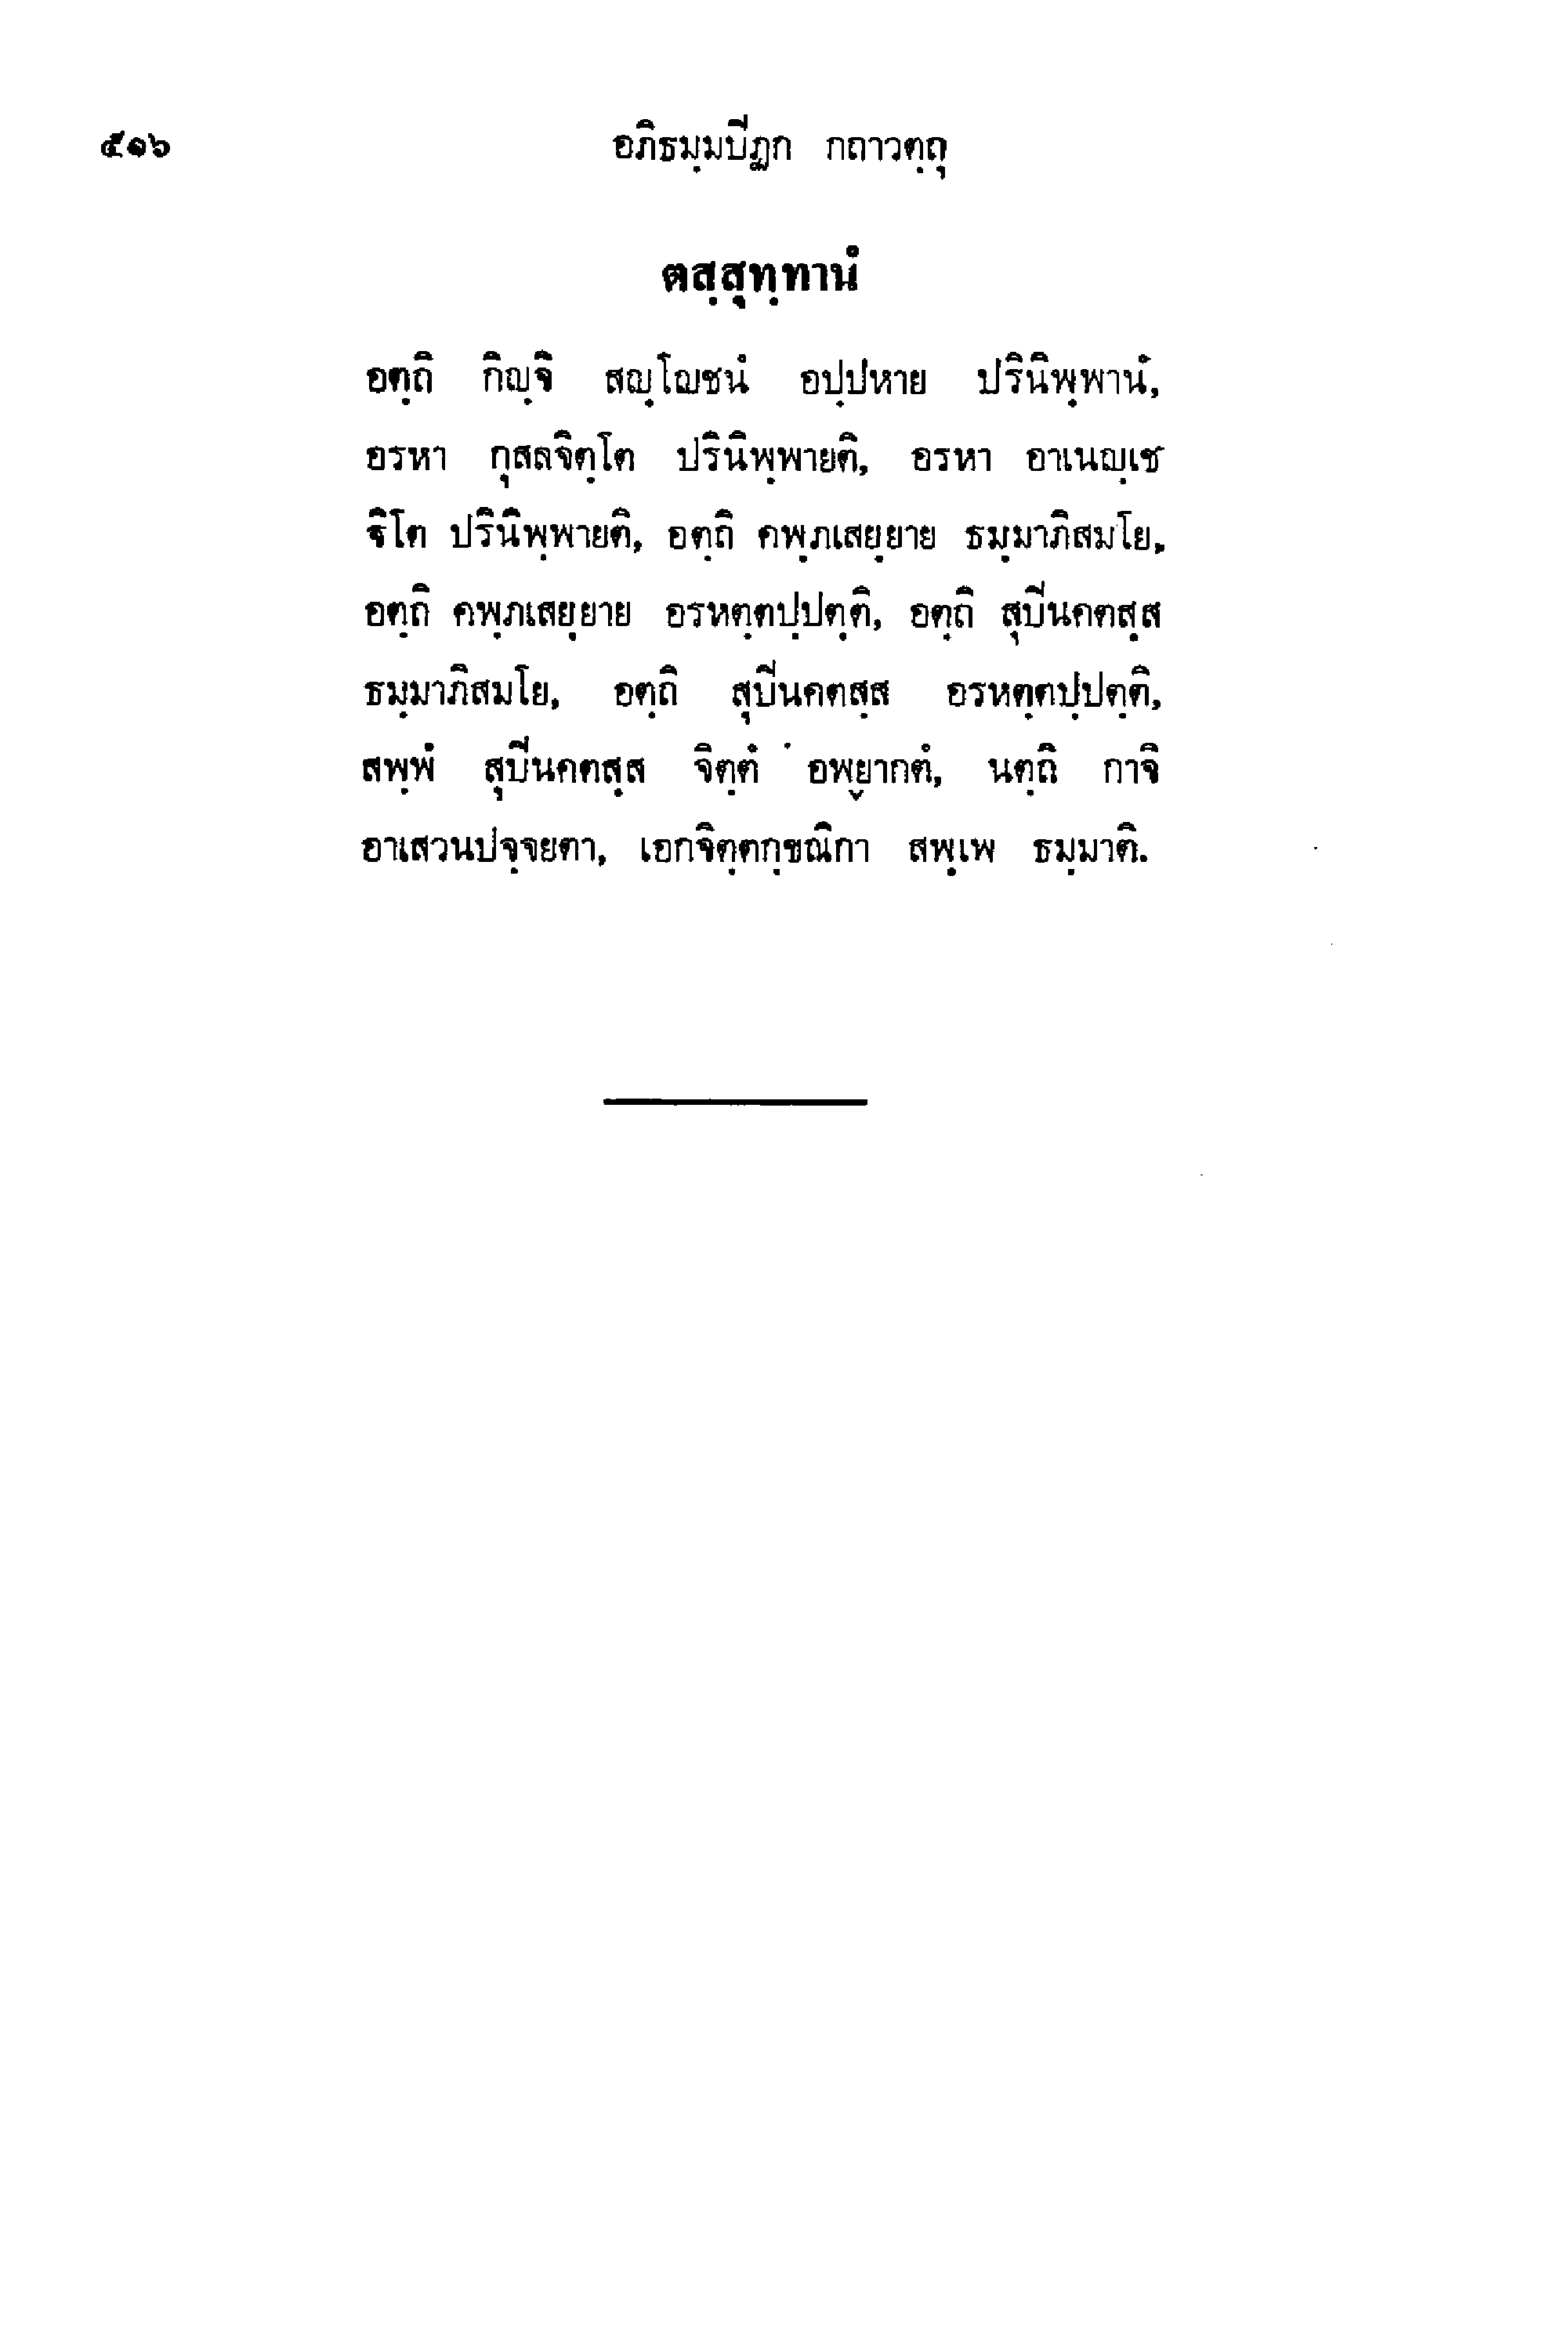 ๕๑๖ อภิธมฺมปิฏก กถาวตฺถุ
ตสฺสุทฺทานํ
อตฺถิ กิญฺจิ สญฺโญชนํ อปฺปหาย ปรินิพฺพานํ,
อรหา กุสลจิตฺโต ปรินิพฺพายติ, อรหา อาเนญฺเช
ฐิโต ปรินิพฺพายติ, อตฺถิ คพฺภเสยฺยาย ธมฺมาภิสมโย,
อตฺถิ คพฺภเสยฺยาย อรหตฺตปฺปตฺติ, อตฺถิ สุปินคตสฺส
ธมฺมาภิสมโย, อตฺถิ สุปินคตสฺส อรหตฺตปฺปตฺติ,
สพฺพํ สุปินคตสฺส จิตฺตํ อพฺยากตํ, นตฺถิ กาจิ
อาเสวนปจฺจยตา, เอกจิตฺตกฺขณิกา สพฺเพ ธมฺมาติ.